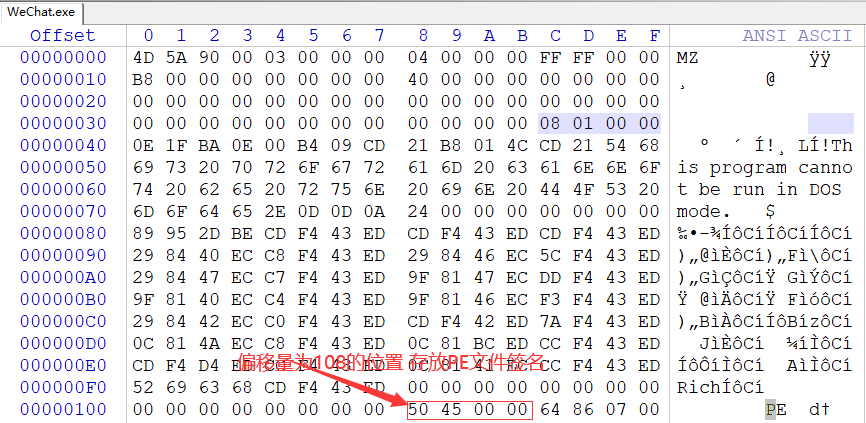 WeChat.exe
Offset 0 1 2 3 4 5 6 7 8 9 A B C D E F ANSI ASCII
00000000 4D 5A 90 00 03 00 00 00 04 00 00 00 FF FF 00 00 MZ ÿÿ
00000010 B8 00 00 00 00 00 00 00 40 00 00 00 00 00 00 00 ¸ @
00000020 00 00 00 00 00 00 00 00 00 00 00 00 00 00 00 00
00000030 00 00 00 00 00 00 00 00 00 00 00 00 08 01 00 00
00000040 0E 1F BA 0E 00 B4 09 CD 21 B8 01 4C CD 21 54 68 º ´ Í!¸ LÍ!Th
00000050 69 73 20 70 72 6F 67 72 61 6D 20 63 61 6E 6E 6F is program canno
00000060 74 20 62 65 20 72 75 6E 20 69 6E 20 44 4F 53 20 t be run in DOS
00000070 6D 6F 64 65 2E 0D 0D 0A 24 00 00 00 00 00 00 00 mode. $
00000080 89 95 2D BE CD F4 43 ED CD F4 43 ED CD F4 43 ED ‰•-¾ÍôCíÍôCíÍôCí
00000090 29 84 40 EC C8 F4 43 ED 29 84 46 EC 5C F4 43 ED )„@ìÈôCí)„Fì\ôCí
000000A0 29 84 47 EC C7 F4 43 ED 9F 81 47 EC DD F4 43 ED )„GìÇôCíŸ GìÝôCí
000000B0 9F 81 40 EC C4 F4 43 ED 9F 81 46 EC F3 F4 43 ED Ÿ @ìÄôCíŸ FìóôCí
000000C0 29 84 42 EC C0 F4 43 ED CD F4 42 ED 7A F4 43 ED )„BìÀôCíÍôBízôCí
000000D0 0C 81 4A EC C8 F4 43 ED 0C 81 BC ED CC F4 43 ED JìÈôCí ¼íÌôCí
000000E0 CD F4 D4 F4 43 ED 41 CC F4 43 ED ÍôÔíÌôCí AìÌôCí
偏移量为108的位置 存放PE文件签名
000000F0 52 69 63 68 CD F4 43 ED 00 00 00 00 00 00 00 00 RichÍôCí
00000100 00 00 00 00 00 00 00 00 50 45 00 00 64 86 07 00 PE d†